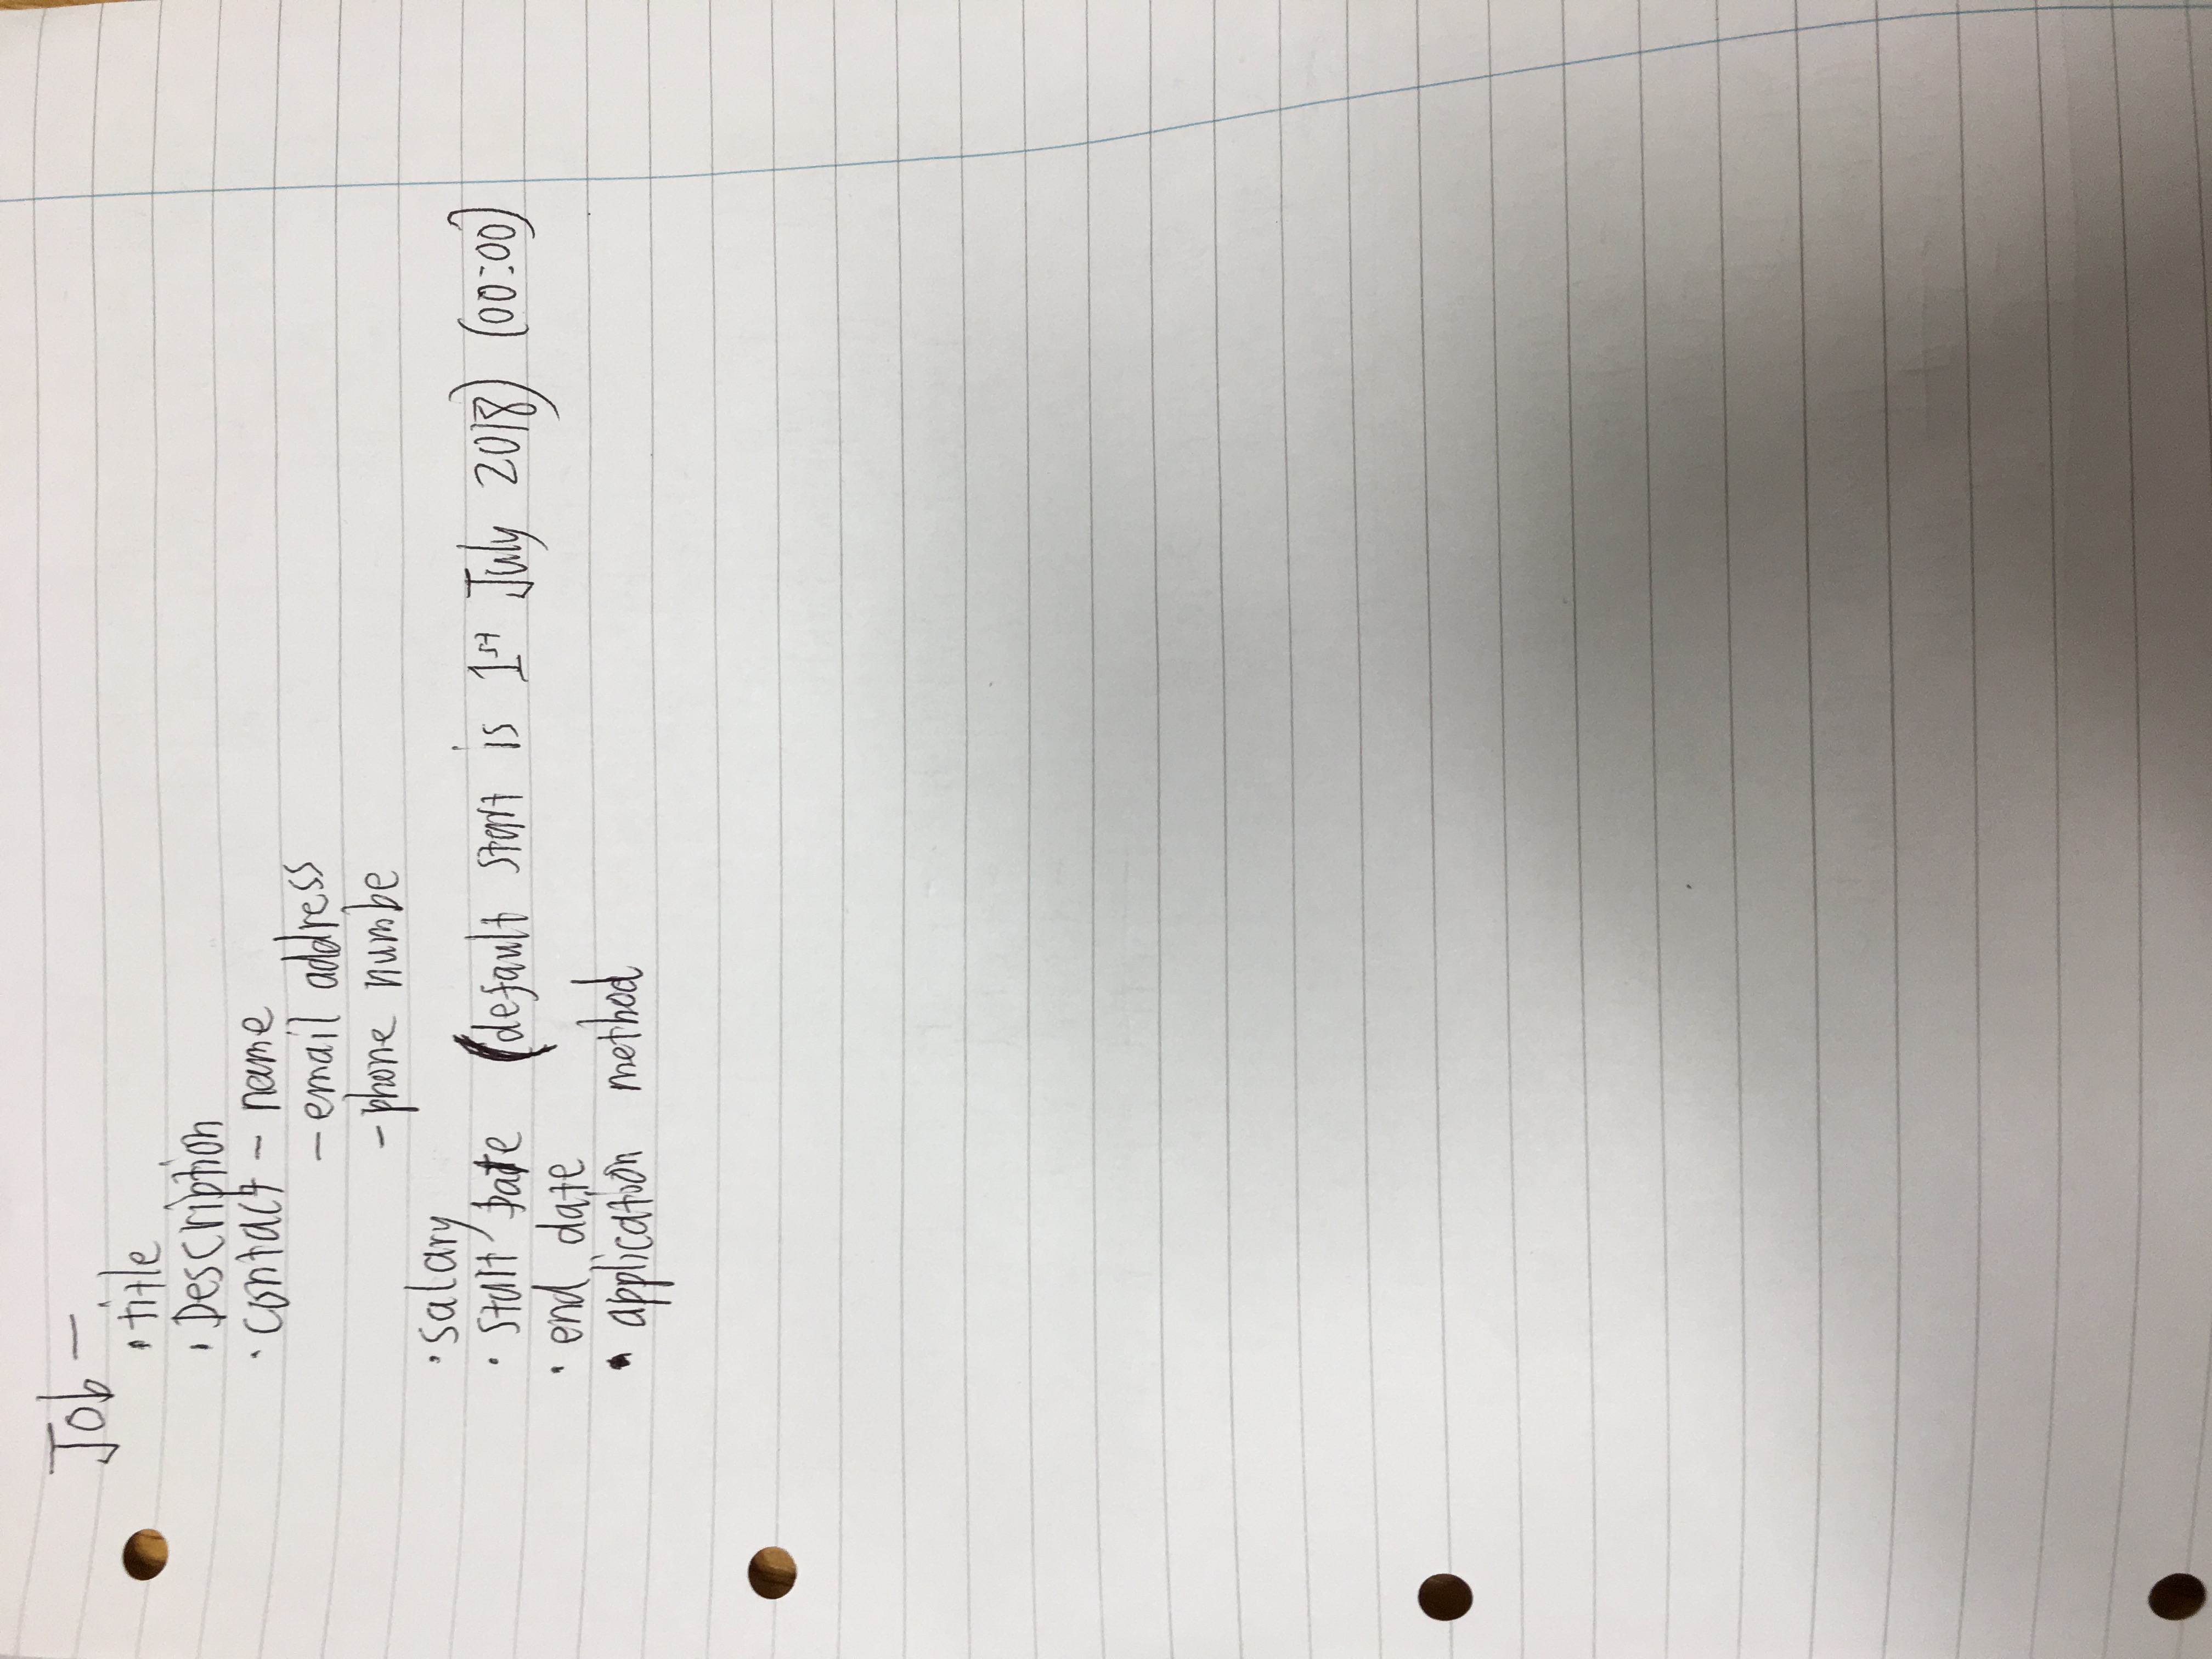 Job -
• title
• Description
• contact - name
- email address
- phone numbe
• salary
• start date (default start is 1st July 2018) (00:00)
• end date
• application method